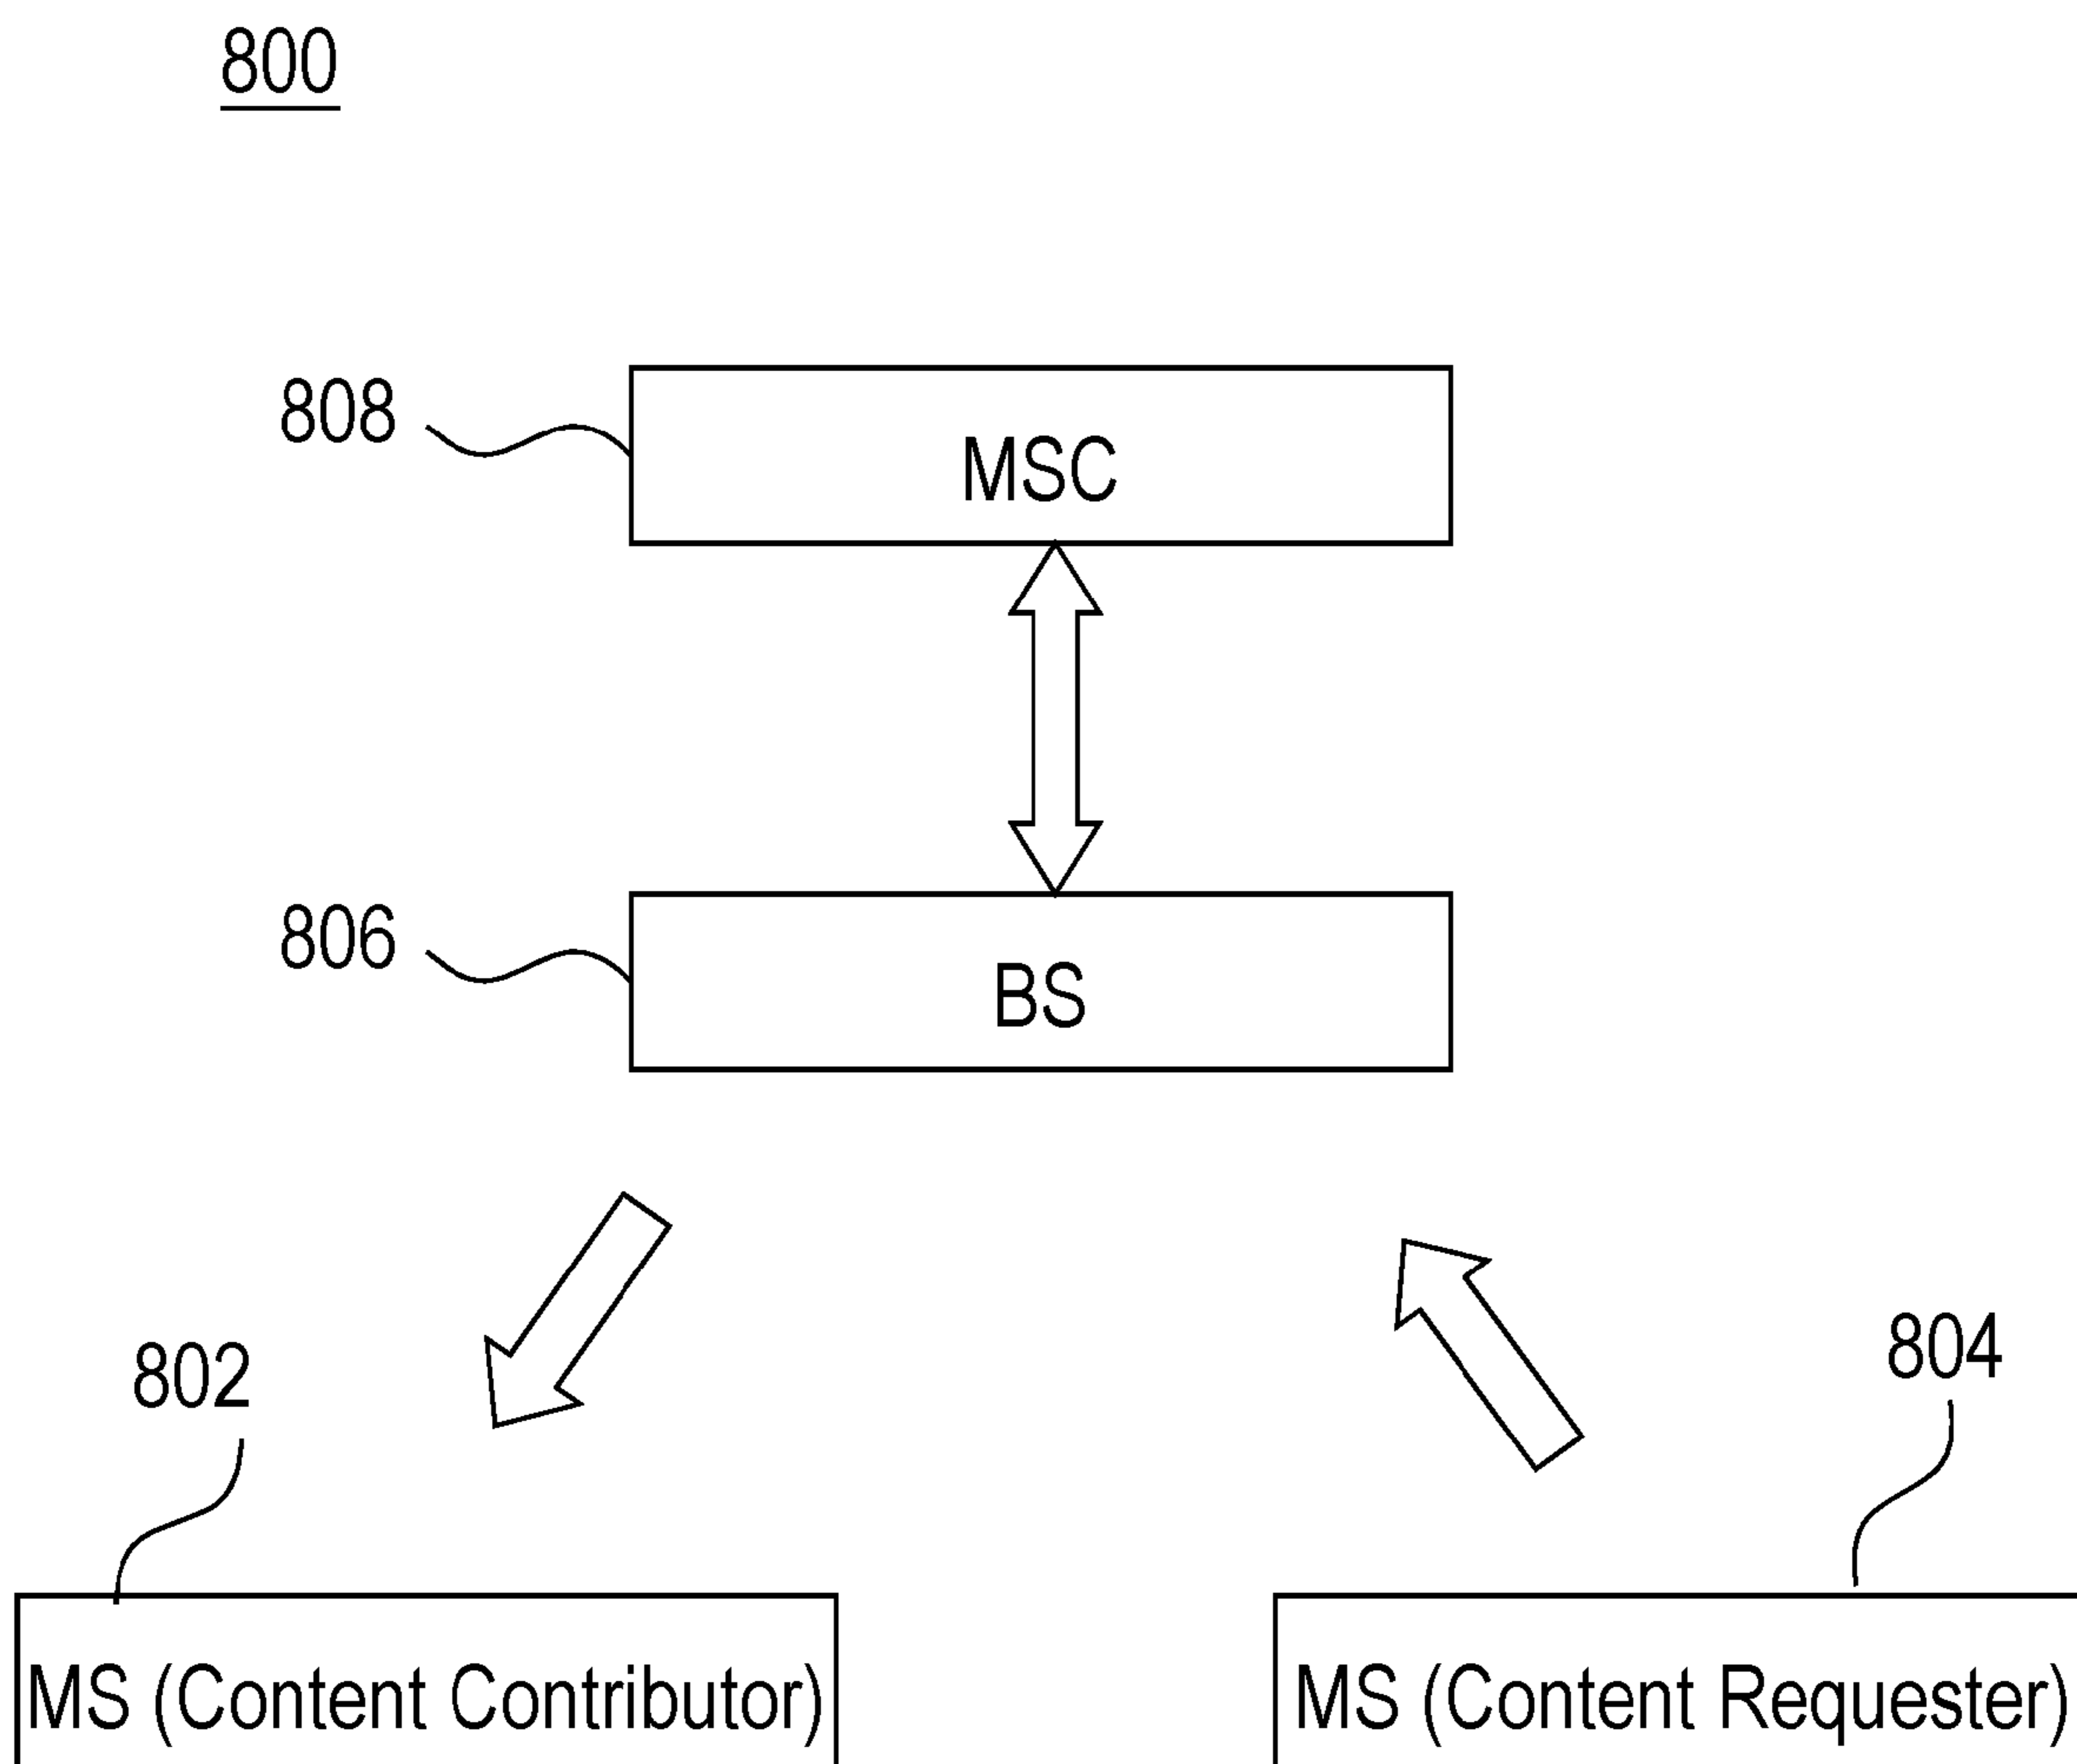 800
808
MSC
806
BS
802
804
MS (Content Contributor)
MS (Content Requester)